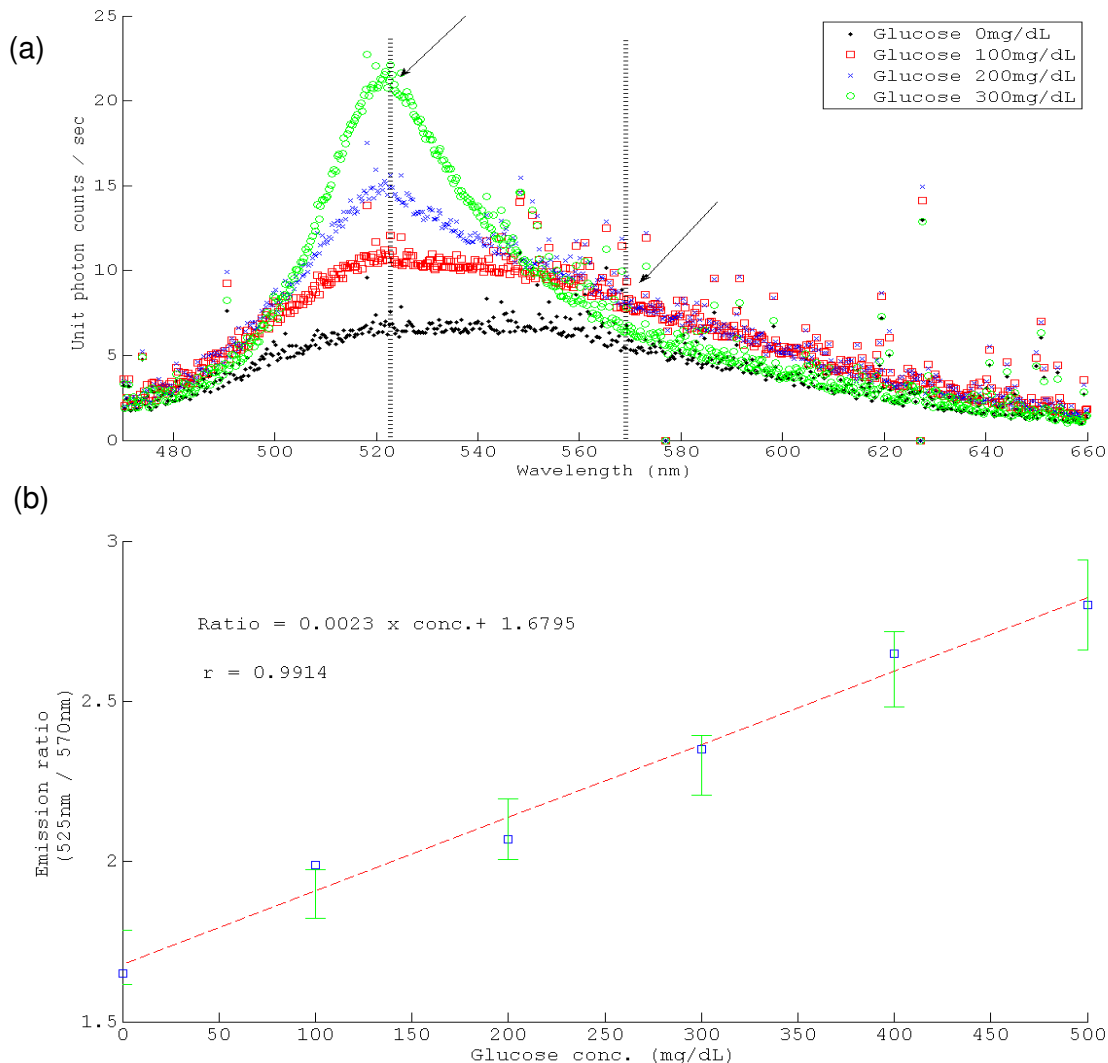 (a)
25
20
15
10
5
0
Unit photon counts / sec
Glucose 0mg/dL
Glucose 100mg/dL
Glucose 200mg/dL
Glucose 300mg/dL
480 500 520 540 560 580 600 620 640 660
Wavelength (nm)
(b)
3
2.5
2
1.5
Emission ratio
(525nm / 570nm)
Ratio = 0.0023 x conc.+ 1.6795
r = 0.9914
0 50 100 150 200 250 300 350 400 450 500
Glucose conc. (mg/dL)